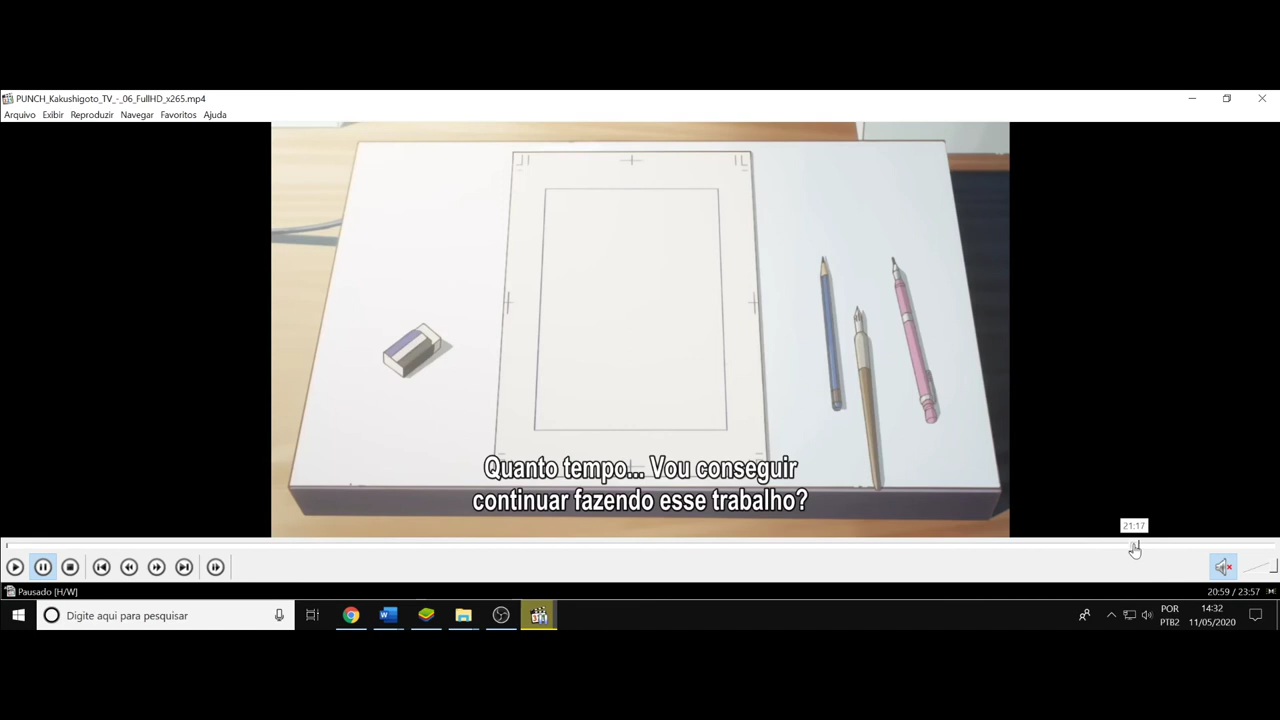 PUNCH_Kakushigoto_TV_-_06_FullHD_x265.mp4
Arquivo Exibir Reproduzir Navegar Favoritos Ajuda
Quanto tempo... Vou conseguir
continuar fazendo esse trabalho?
21:17
Pausado [H/W]
20:59 / 23:57
Digite aqui para pesquisar
POR
PTB2
14:32
11/05/2020